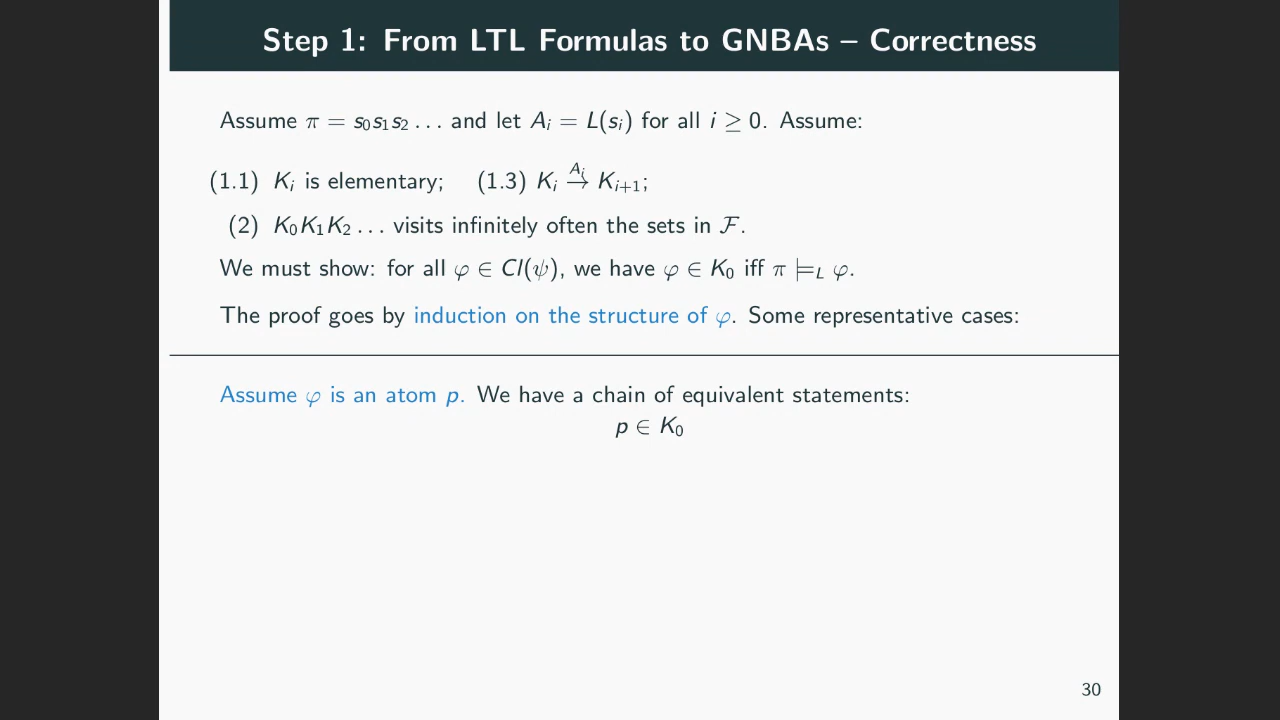 Step 1: From LTL Formulas to GNBAs – Correctness
Assume π = s₀s₁s₂ . . . and let Aᵢ = L(sᵢ) for all i ≥ 0. Assume:
(1.1) Kᵢ is elementary; (1.3) Kᵢ →^{Aᵢ} Kᵢ₊₁;
(2) K₀K₁K₂ . . . visits infinitely often the sets in ℱ.
We must show: for all φ ∈ Cl(ψ), we have φ ∈ K₀ iff π ⊨_L φ.
The proof goes by induction on the structure of φ. Some representative cases:
Assume φ is an atom p. We have a chain of equivalent statements:
p ∈ K₀
30